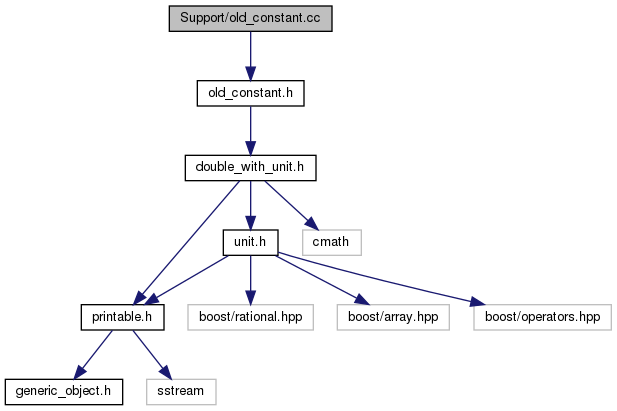 Support/old_constant.cc
old_constant.h
double_with_unit.h
unit.h
cmath
printable.h
boost/rational.hpp
boost/array.hpp
boost/operators.hpp
generic_object.h
sstream